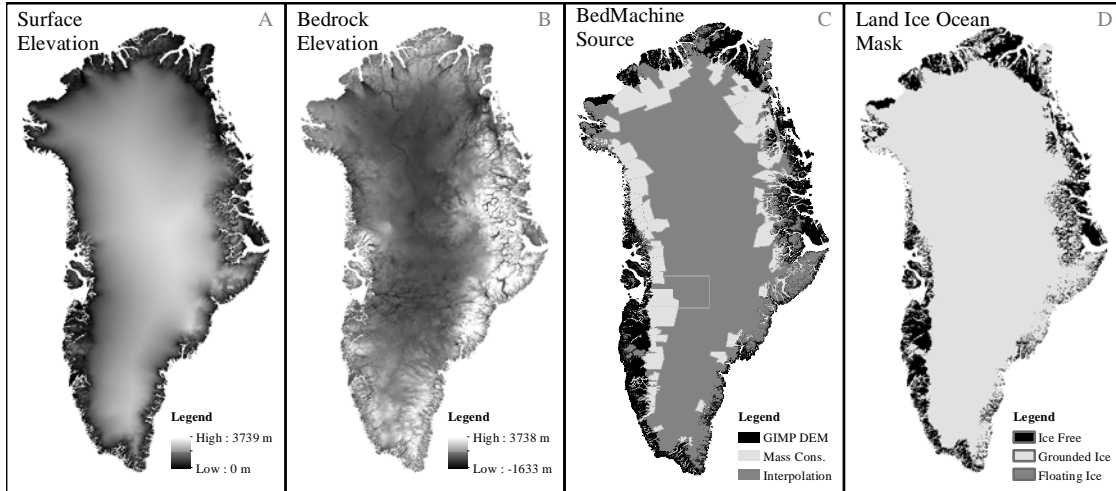 Surface
Elevation
A
Legend
High : 3739 m
Low : 0 m
Bedrock
Elevation
B
Legend
High : 3738 m
Low : -1633 m
BedMachine
Source
C
Legend
GIMP DEM
Mass Cons.
Interpolation
Land Ice Ocean
Mask
D
Legend
Ice Free
Grounded Ice
Floating Ice